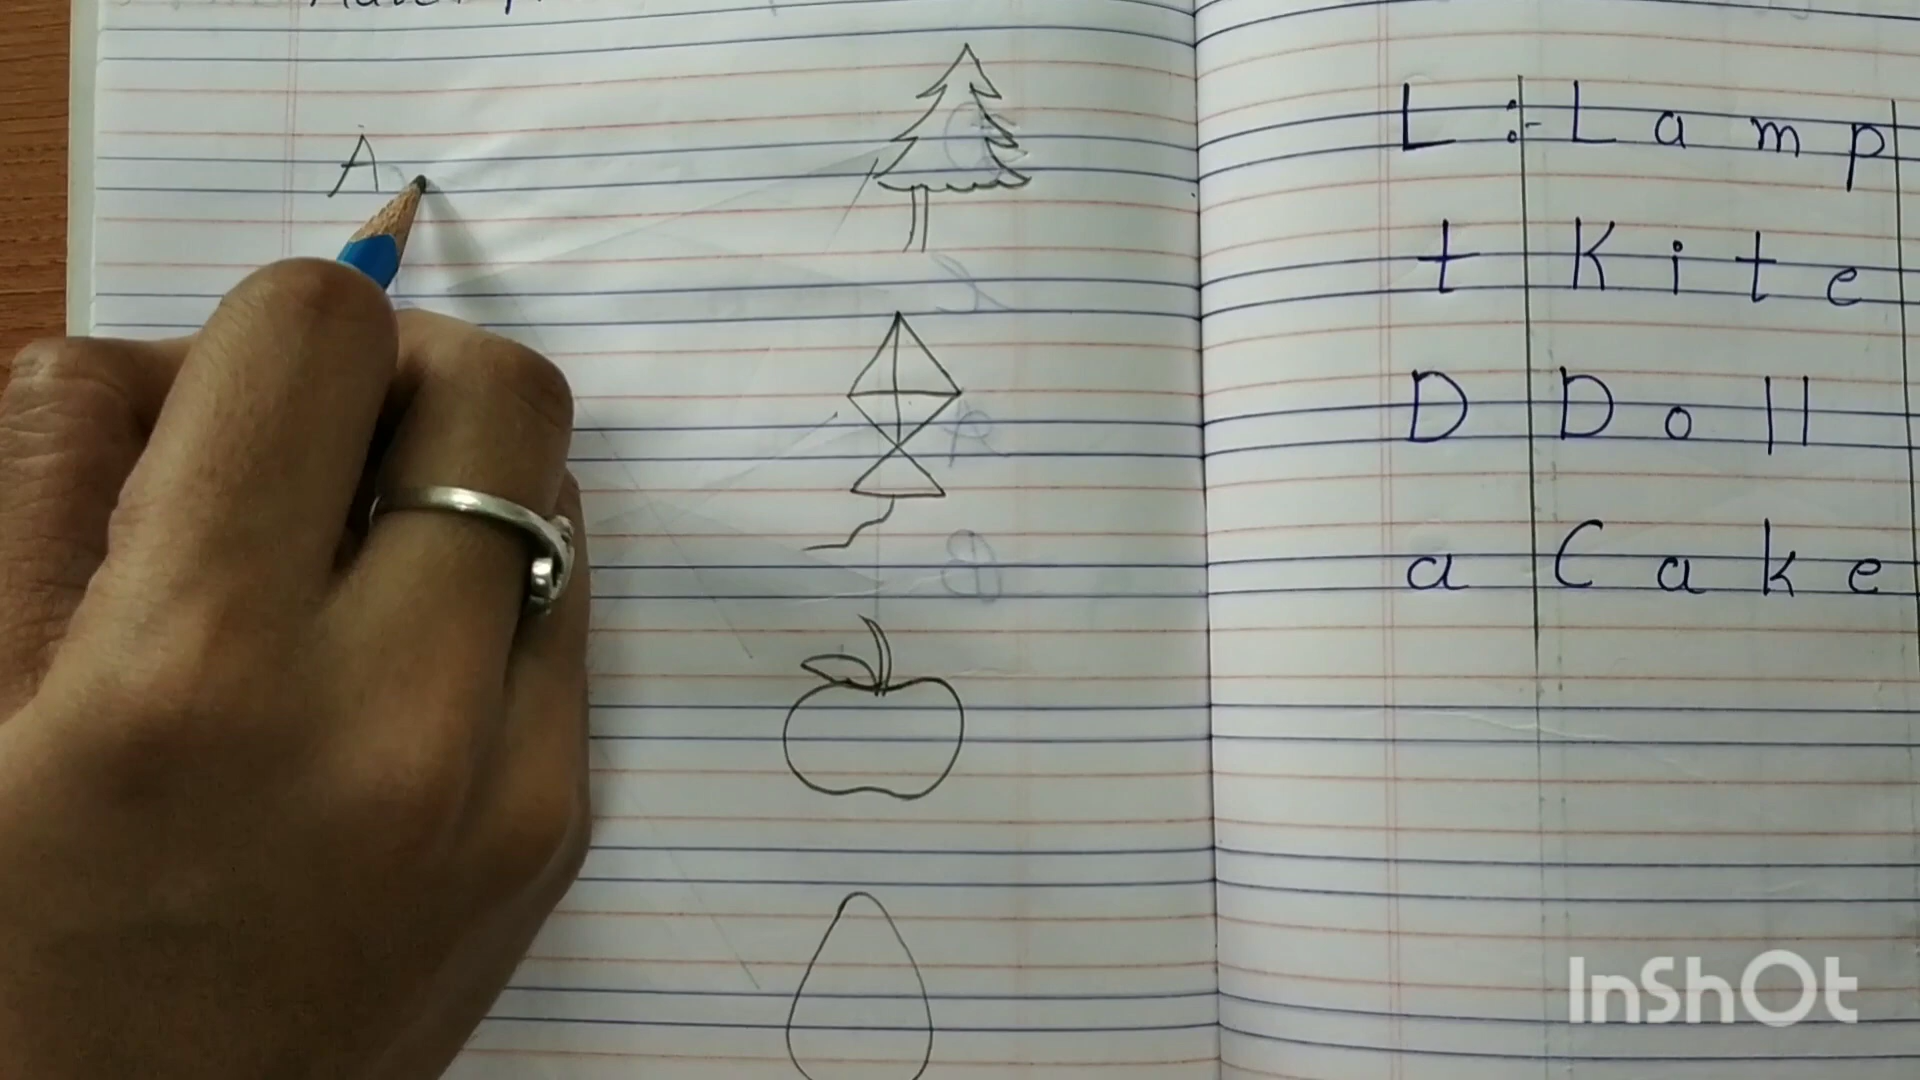 A
L :- Lamp
t Kite
D Doll
a Cake
InShOt